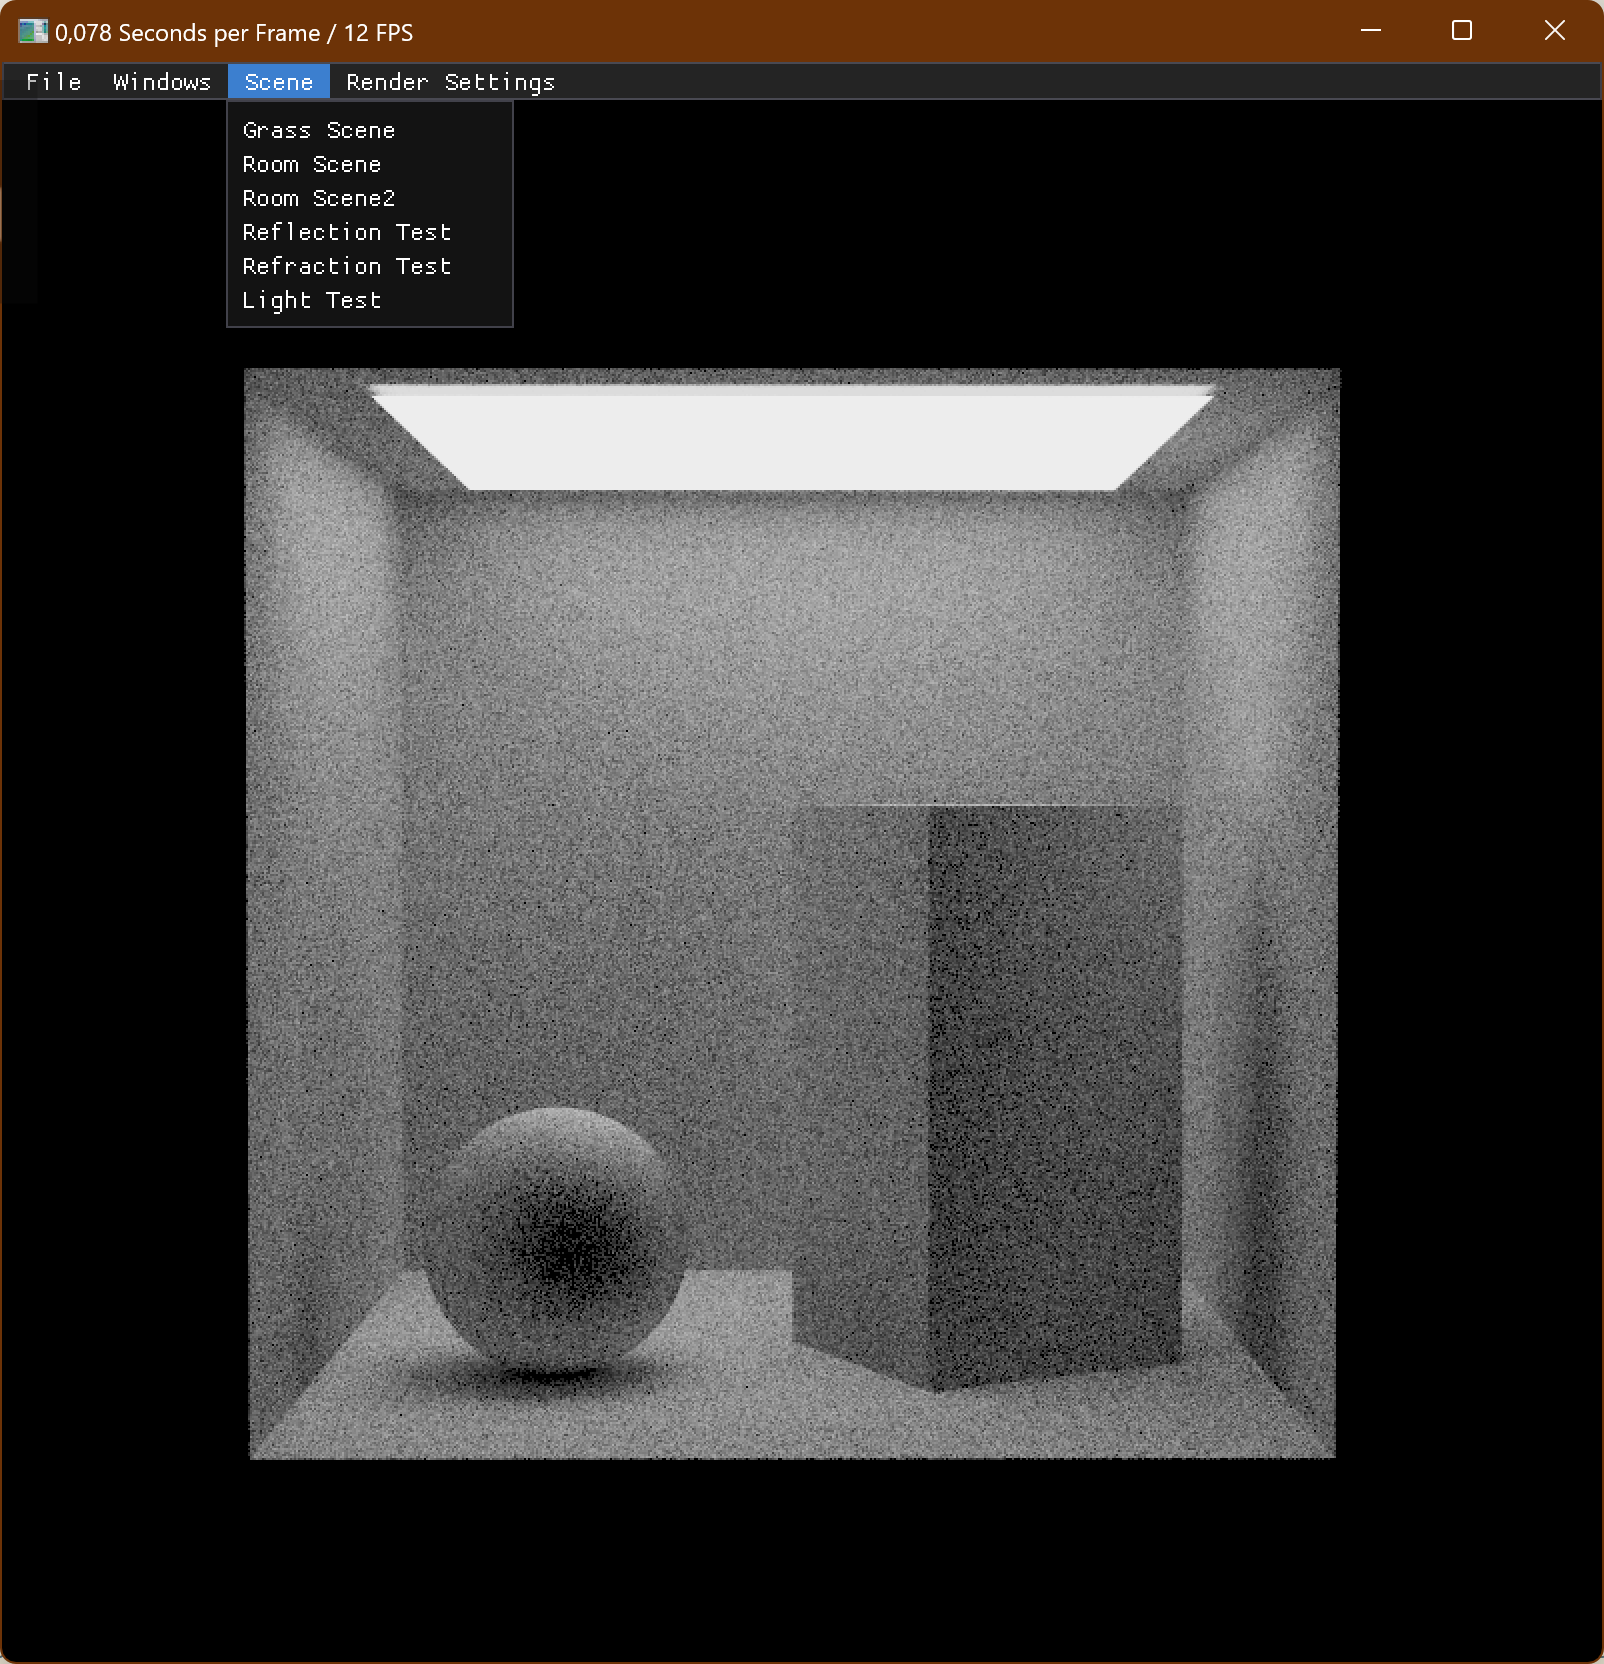 0,078 Seconds per Frame / 12 FPS
File Windows Scene Render Settings
Grass Scene
Room Scene
Room Scene2
Reflection Test
Refraction Test
Light Test